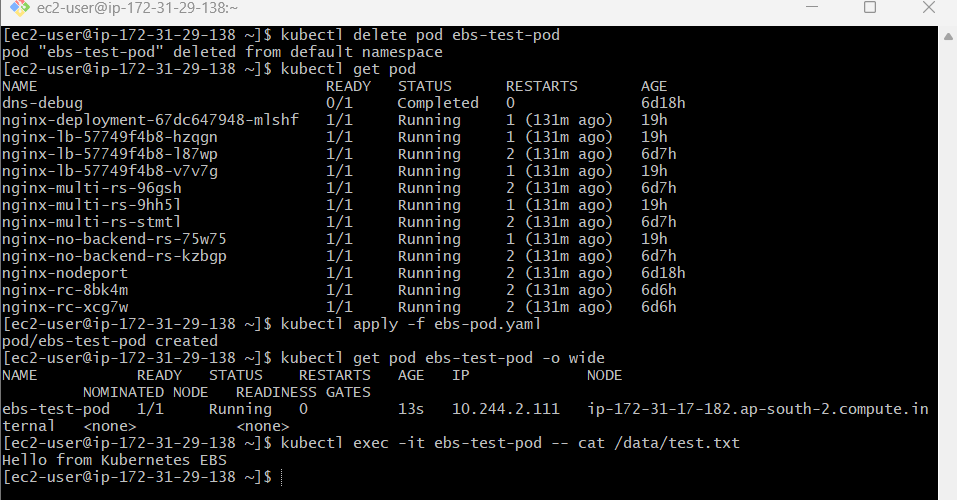 ec2-user@ip-172-31-29-138:~
[ec2-user@ip-172-31-29-138 ~]$ kubectl delete pod ebs-test-pod
pod "ebs-test-pod" deleted from default namespace
[ec2-user@ip-172-31-29-138 ~]$ kubectl get pod
NAME                                READY   STATUS      RESTARTS       AGE
dns-debug                           0/1     Completed   0              6d18h
nginx-deployment-67dc647948-mlshf   1/1     Running     1 (131m ago)   19h
nginx-lb-57749f4b8-hzqgn            1/1     Running     1 (131m ago)   19h
nginx-lb-57749f4b8-l87wp            1/1     Running     2 (131m ago)   6d7h
nginx-lb-57749f4b8-v7v7g            1/1     Running     1 (131m ago)   19h
nginx-multi-rs-96gsh                1/1     Running     2 (131m ago)   6d7h
nginx-multi-rs-9hh5l                1/1     Running     1 (131m ago)   19h
nginx-multi-rs-stmtl                1/1     Running     2 (131m ago)   6d7h
nginx-no-backend-rs-75w75           1/1     Running     1 (131m ago)   19h
nginx-no-backend-rs-kzbgp           1/1     Running     2 (131m ago)   6d7h
nginx-nodeport                      1/1     Running     2 (131m ago)   6d18h
nginx-rc-8bk4m                      1/1     Running     2 (131m ago)   6d6h
nginx-rc-xcg7w                      1/1     Running     2 (131m ago)   6d6h
[ec2-user@ip-172-31-29-138 ~]$ kubectl apply -f ebs-pod.yaml
pod/ebs-test-pod created
[ec2-user@ip-172-31-29-138 ~]$ kubectl get pod ebs-test-pod -o wide
NAME           READY   STATUS    RESTARTS   AGE   IP             NODE
         NOMINATED NODE   READINESS GATES
ebs-test-pod   1/1     Running   0          13s   10.244.2.111   ip-172-31-17-182.ap-south-2.compute.in
ternal   <none>           <none>
[ec2-user@ip-172-31-29-138 ~]$ kubectl exec -it ebs-test-pod -- cat /data/test.txt
Hello from Kubernetes EBS
[ec2-user@ip-172-31-29-138 ~]$